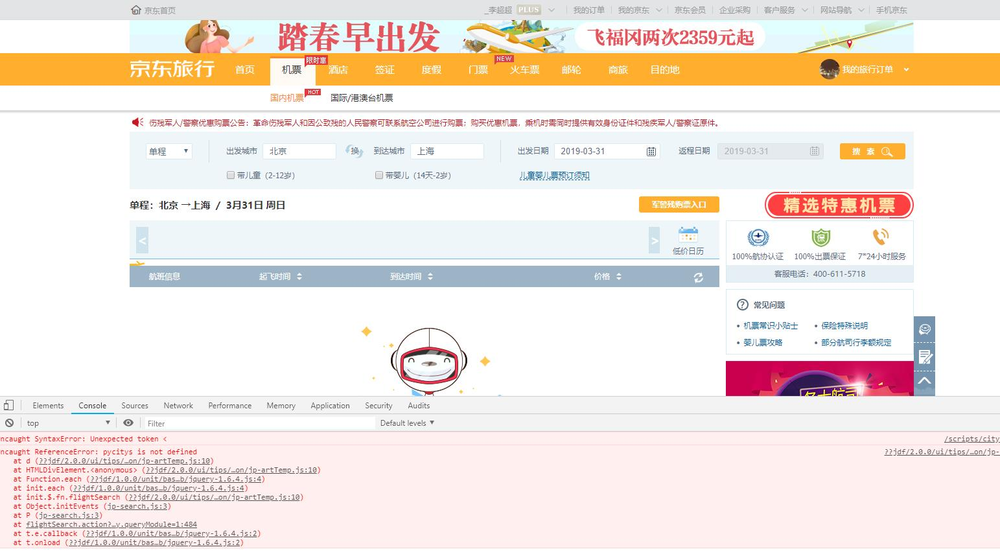 京东首页
_李超超 PLUS 我的订单 我的京东 京东会员 企业采购 客户服务 网站导航 手机京东
踏春早出发 飞福冈两次2359元起
京东旅行 首页 机票 限时惠 酒店 签证 度假 门票 NEW 火车票 邮轮 商旅 目的地 我的旅行订单
国内机票 HOT 国际/港澳台机票
伤残军人/警察优惠购票公告：革命伤残军人和因公致残的人民警察可联系航空公司进行购票；购买优惠机票，乘机时需同时提供有效身份证件和残疾军人/警察证原件。
单程 出发城市 北京 换 到达城市 上海 出发日期 2019-03-31 返程日期 2019-03-31 搜 索
带儿童（2-12岁） 带婴儿（14天-2岁） 儿童婴儿票预订须知
单程：北京→上海 / 3月31日 周日 军警残购票入口 精选特惠机票
< > 低价日历
100%航协认证 保 100%出票保证 7*24小时服务
客服电话：400-611-5718
航班信息 起飞时间 到达时间 价格
常见问题
• 机票常识小贴士 • 保险特殊说明
• 婴儿票攻略 • 部分航司行李额规定
Elements Console Sources Network Performance Memory Application Security Audits
top Filter Default levels
ncaught SyntaxError: Unexpected token < /scripts/city
ncaught ReferenceError: pycitys is not defined ??jdf/2.0.0/ui/tips/…on/jp-
at d (??jdf/2.0.0/ui/tips/…on/jp-artTemp.js:10)
at HTMLDivElement.<anonymous> (??jdf/2.0.0/ui/tips/…on/jp-artTemp.js:10)
at Function.each (??jdf/1.0.0/unit/bas…b/jquery-1.6.4.js:4)
at init.each (??jdf/1.0.0/unit/bas…b/jquery-1.6.4.js:4)
at init.$.fn.flightSearch (??jdf/2.0.0/ui/tips/…on/jp-artTemp.js:10)
at Object.initEvents (jp-search.js:3)
at P (jp-search.js:3)
at flightSearch.action?…y.queryModule=1:484
at t.e.callback (??jdf/1.0.0/unit/bas…b/jquery-1.6.4.js:2)
at t.onload (??jdf/1.0.0/unit/bas…b/jquery-1.6.4.js:2)